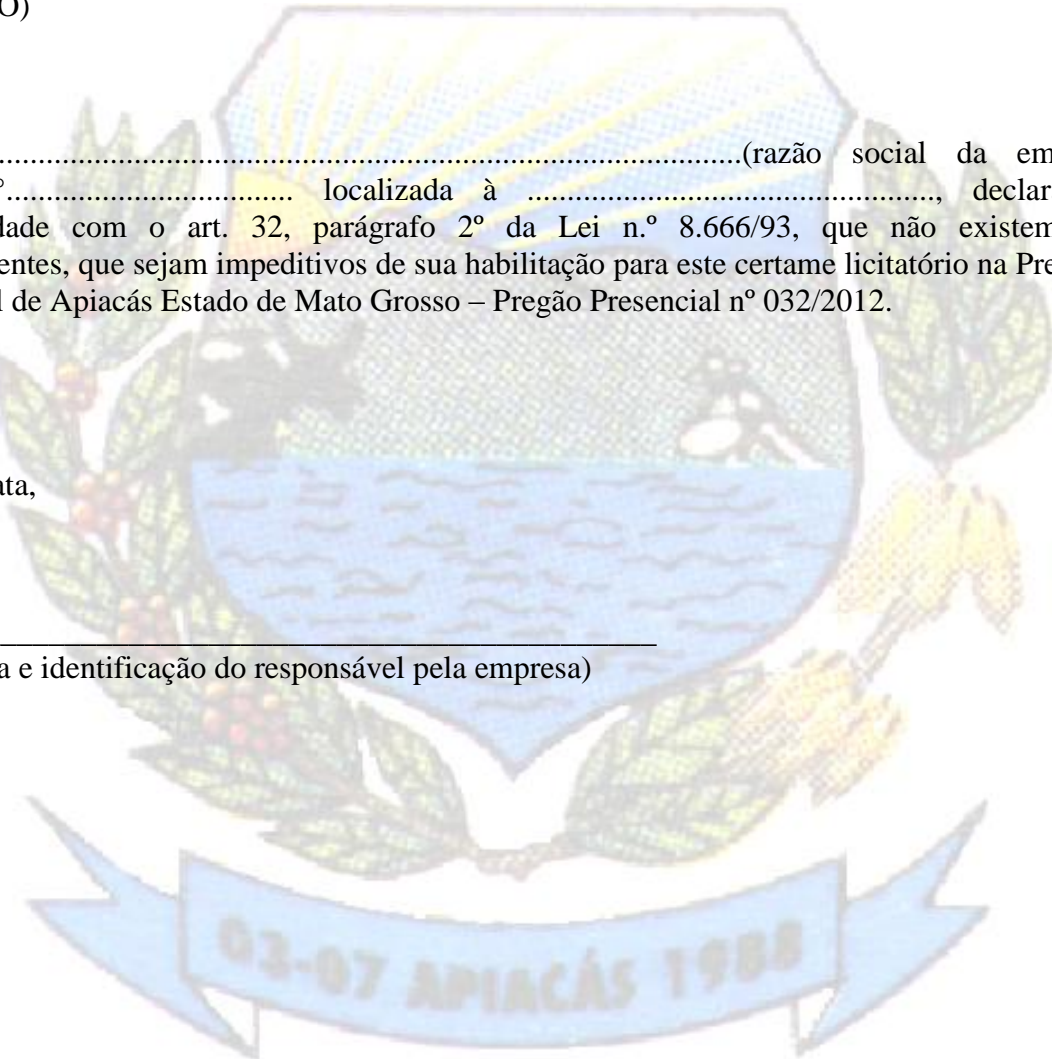 O)
..........................................................................................(razão social da em
°..................................... localizada à ....................................................., declar
dade com o art. 32, parágrafo 2º da Lei n.º 8.666/93, que não existem
entes, que sejam impeditivos de sua habilitação para este certame licitatório na Pre
l de Apiacás Estado de Mato Grosso – Pregão Presencial nº 032/2012.
ata,
__________________________________________
a e identificação do responsável pela empresa)
03-07 APIACÁS 1988